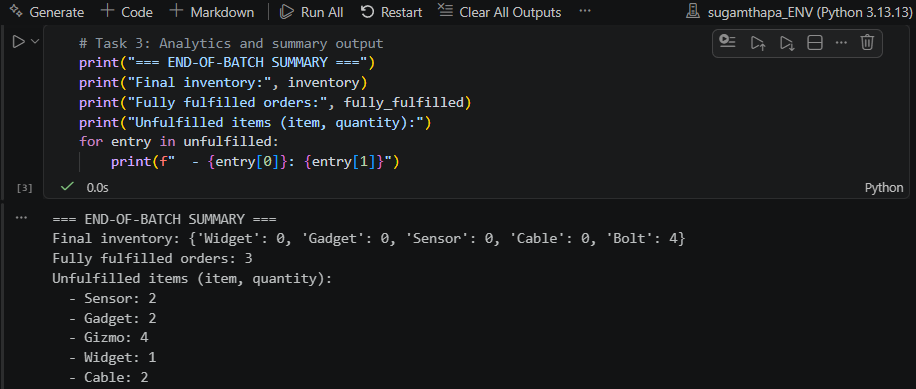 Generate + Code + Markdown Run All Restart Clear All Outputs ... sugamthapa_ENV (Python 3.13.13)
# Task 3: Analytics and summary output
print("=== END-OF-BATCH SUMMARY ===")
print("Final inventory:", inventory)
print("Fully fulfilled orders:", fully_fulfilled)
print("Unfulfilled items (item, quantity):")
for entry in unfulfilled:
    print(f"  - {entry[0]}: {entry[1]}")
[3] 0.0s Python
=== END-OF-BATCH SUMMARY ===
Final inventory: {'Widget': 0, 'Gadget': 0, 'Sensor': 0, 'Cable': 0, 'Bolt': 4}
Fully fulfilled orders: 3
Unfulfilled items (item, quantity):
  - Sensor: 2
  - Gadget: 2
  - Gizmo: 4
  - Widget: 1
  - Cable: 2